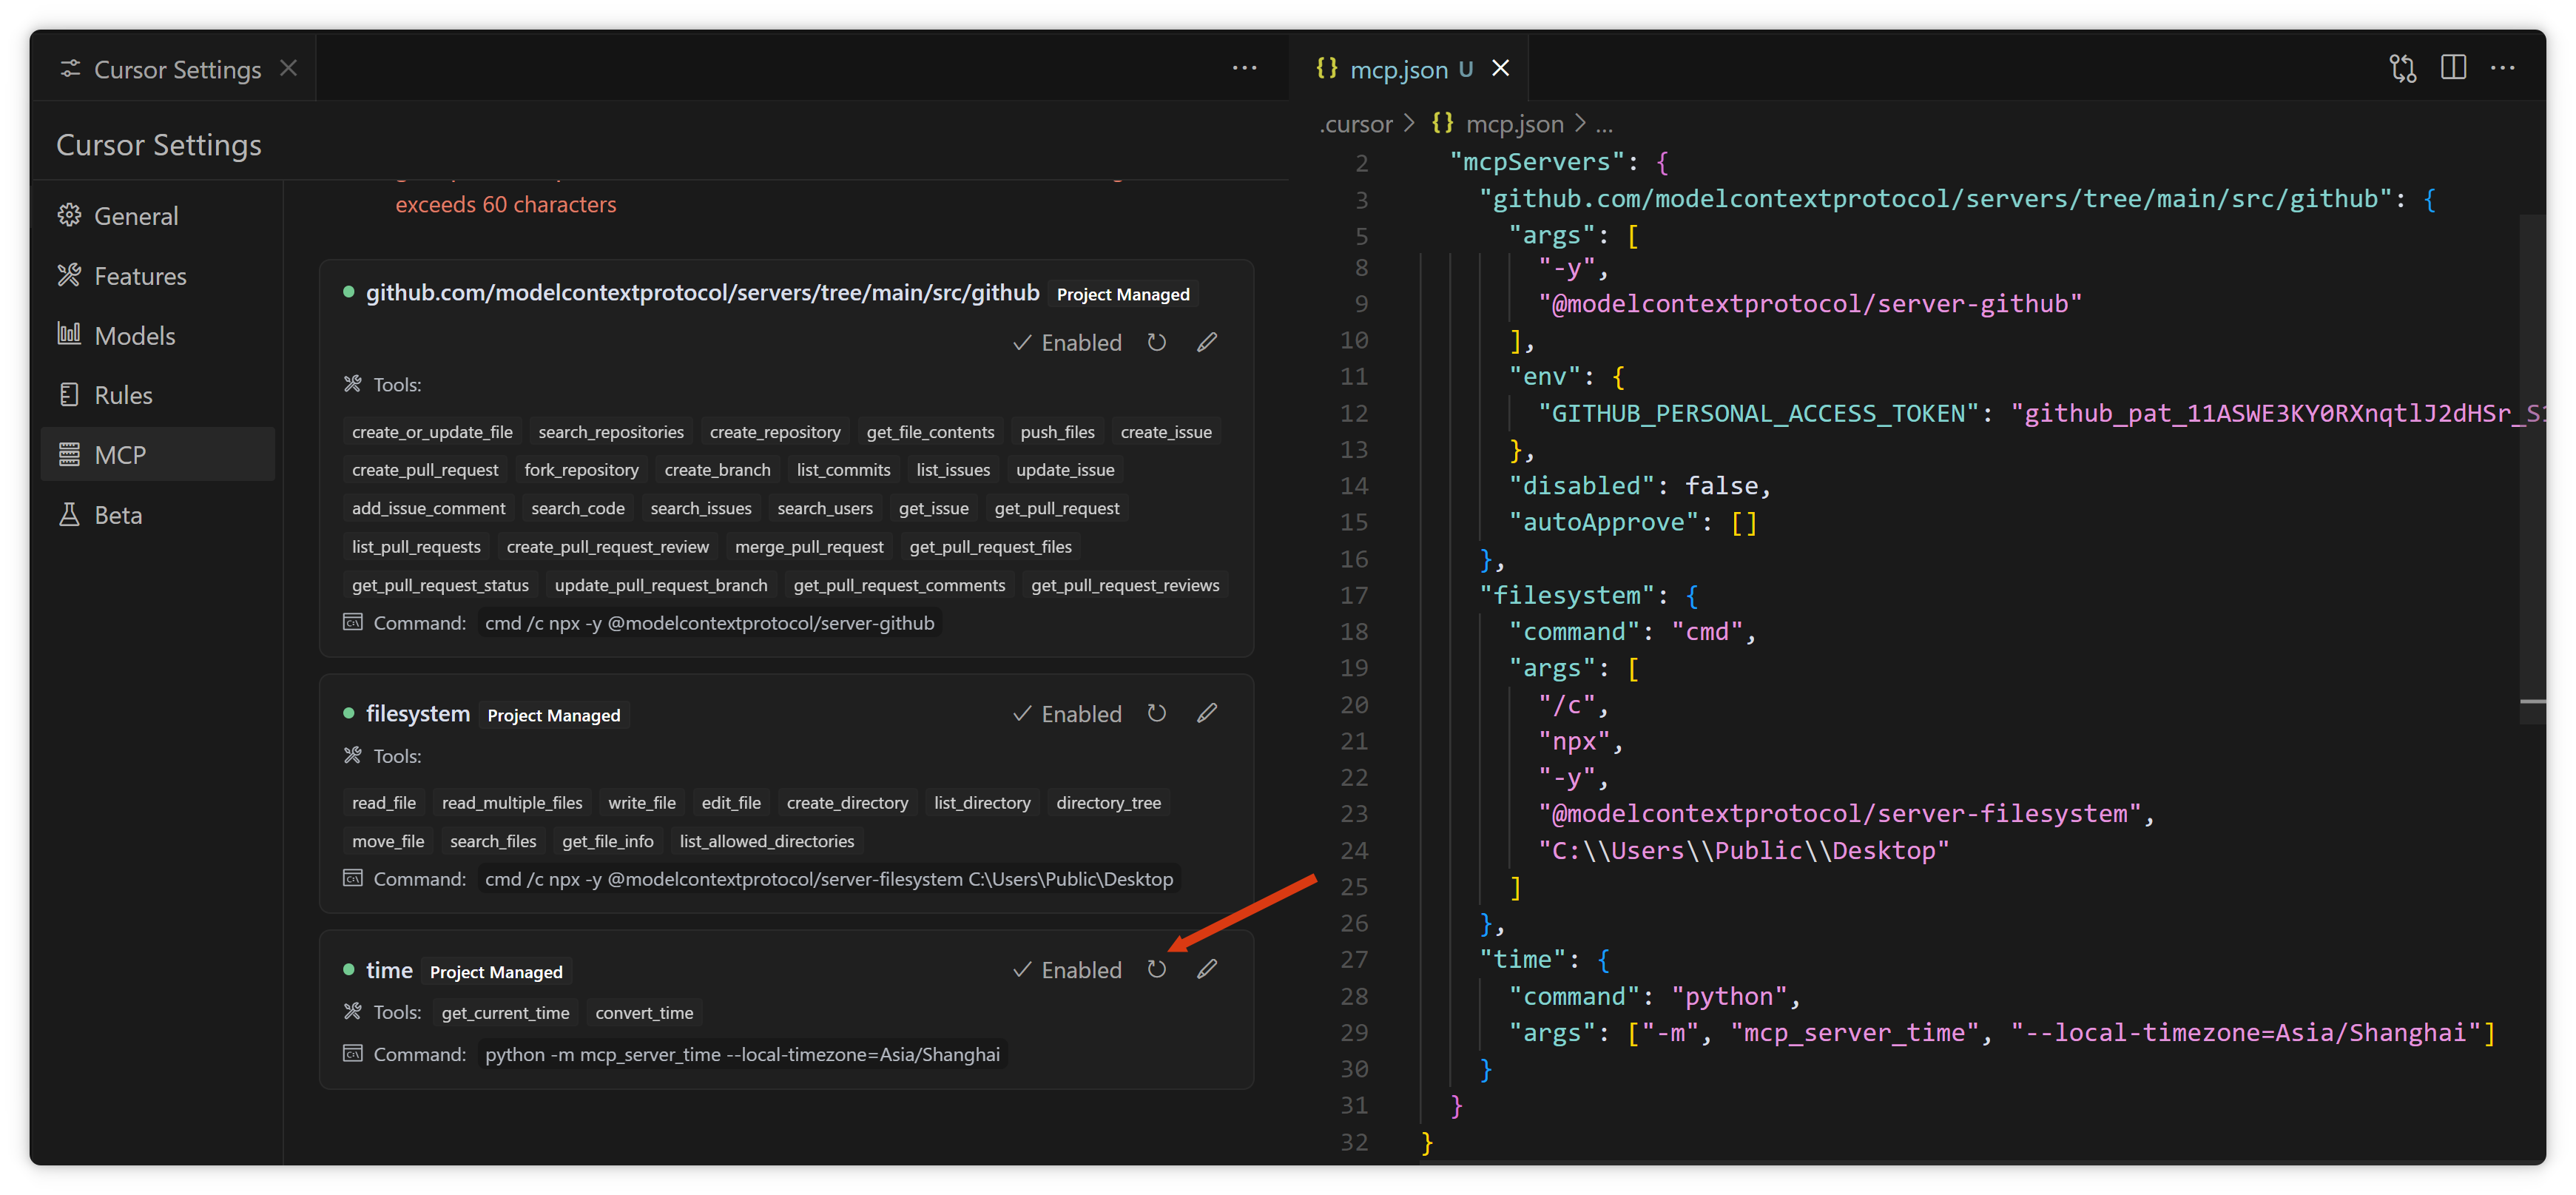 Cursor Settings
Cursor Settings
General
Features
Models
Rules
MCP
Beta
exceeds 60 characters
github.com/modelcontextprotocol/servers/tree/main/src/github Project Managed
Enabled
Tools:
create_or_update_file search_repositories create_repository get_file_contents push_files create_issue
create_pull_request fork_repository create_branch list_commits list_issues update_issue
add_issue_comment search_code search_issues search_users get_issue get_pull_request
list_pull_requests create_pull_request_review merge_pull_request get_pull_request_files
get_pull_request_status update_pull_request_branch get_pull_request_comments get_pull_request_reviews
Command: cmd /c npx -y @modelcontextprotocol/server-github
filesystem Project Managed Enabled
Tools:
read_file read_multiple_files write_file edit_file create_directory list_directory directory_tree
move_file search_files get_file_info list_allowed_directories
Command: cmd /c npx -y @modelcontextprotocol/server-filesystem C:\Users\Public\Desktop
time Project Managed Enabled
Tools: get_current_time convert_time
Command: python -m mcp_server_time --local-timezone=Asia/Shanghai
{} mcp.json U
.cursor > {} mcp.json > ...
2 "mcpServers": {
3 "github.com/modelcontextprotocol/servers/tree/main/src/github": {
5 "args": [
8 "-y",
9 "@modelcontextprotocol/server-github"
10 ],
11 "env": {
12 "GITHUB_PERSONAL_ACCESS_TOKEN":
13 },
14 "disabled": false,
15 "autoApprove": []
16 },
17 "filesystem": {
18 "command": "cmd",
19 "args": [
20 "/c",
21 "npx",
22 "-y",
23 "@modelcontextprotocol/server-filesystem",
24 "C:\\Users\\Public\\Desktop"
25 ]
26 },
27 "time": {
28 "command": "python",
29 "args": ["-m", "mcp_server_time", "--local-timezone=Asia/Shanghai"]
30 }
31 }
32 }